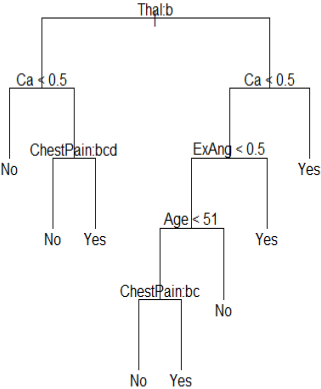 Thal:b
Ca < 0.5
Ca < 0.5
No
ChestPain:bcd
ExAng < 0.5
Yes
No
Yes
Age < 51
Yes
ChestPain:bc
No
No
Yes